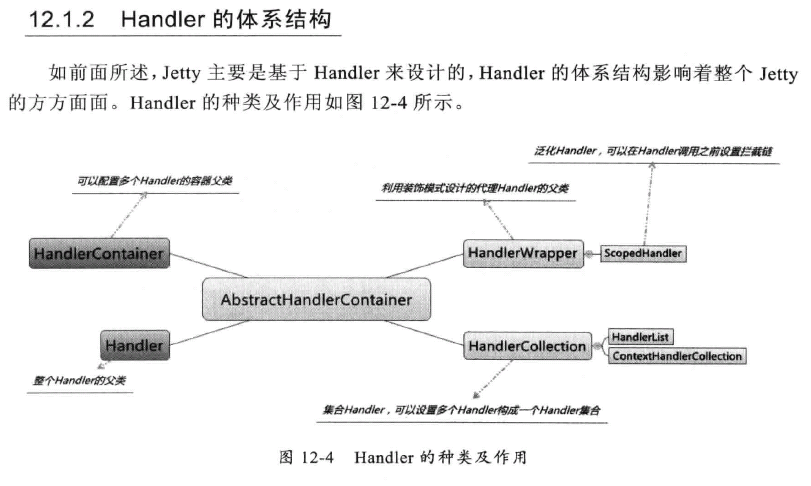 12.1.2 Handler 的体系结构
如前面所述,Jetty 主要是基于 Handler 来设计的,Handler 的体系结构影响着整个 Jetty
的方方面面。Handler 的种类及作用如图 12-4 所示。
泛化Handler，可以在Handler调用之前设置拦截链
可以配置多个Handler的容器父类
利用装饰模式设计的代理Handler的父类
HandlerContainer
HandlerWrapper
ScopedHandler
AbstractHandlerContainer
Handler
HandlerCollection
HandlerList
ContextHandlerCollection
整个Handler的父类
集合Handler，可以设置多个Handler构成一个Handler集合
图 12-4 Handler 的种类及作用